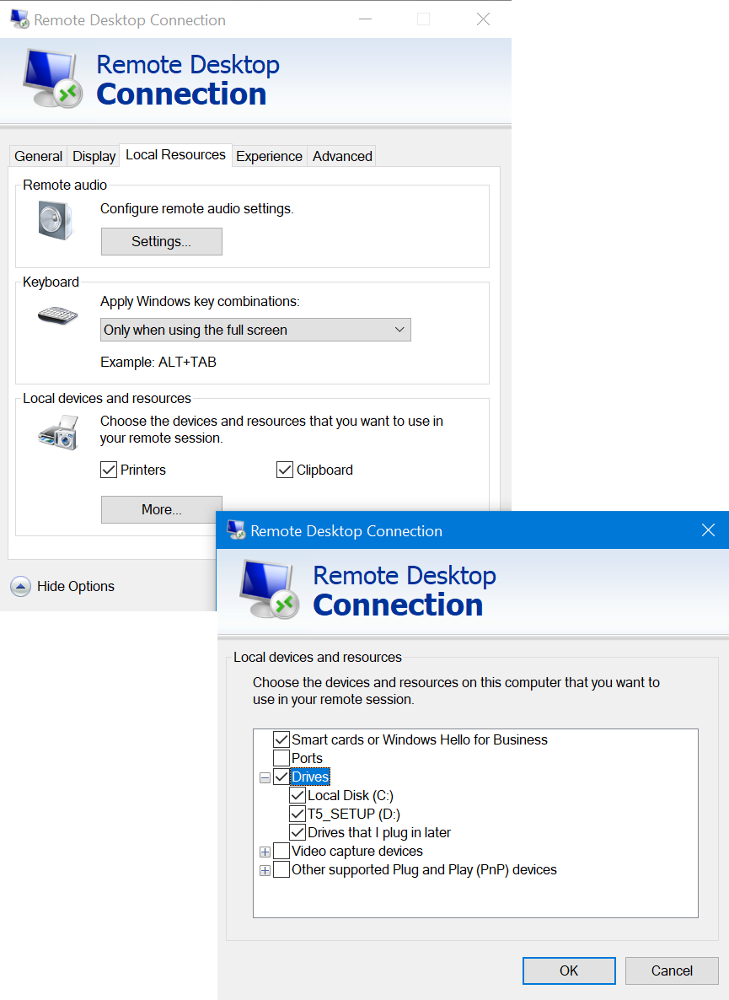 Remote Desktop Connection
Remote Desktop
Connection
General Display Local Resources Experience Advanced
Remote audio
Configure remote audio settings.
Settings...
Keyboard
Apply Windows key combinations:
Only when using the full screen
Example: ALT+TAB
Local devices and resources
Choose the devices and resources that you want to use in
your remote session.
Printers Clipboard
More...
Hide Options
Remote Desktop Connection
Remote Desktop
Connection
Local devices and resources
Choose the devices and resources on this computer that you want to
use in your remote session.
Smart cards or Windows Hello for Business
Ports
Drives
Local Disk (C:)
T5_SETUP (D:)
Drives that I plug in later
Video capture devices
Other supported Plug and Play (PnP) devices
OK Cancel